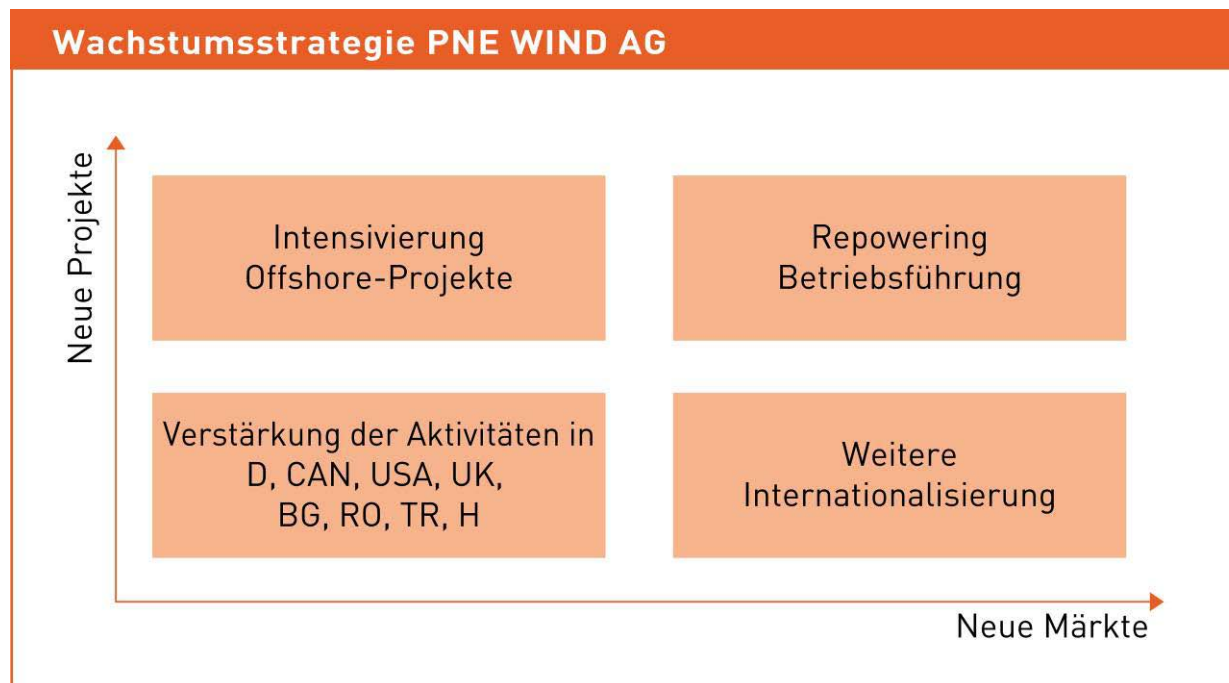 Wachstumsstrategie PNE WIND AG
Neue Projekte
Intensivierung
Offshore-Projekte
Repowering
Betriebsführung
Verstärkung der Aktivitäten in
D, CAN, USA, UK,
BG, RO, TR, H
Weitere
Internationalisierung
Neue Märkte